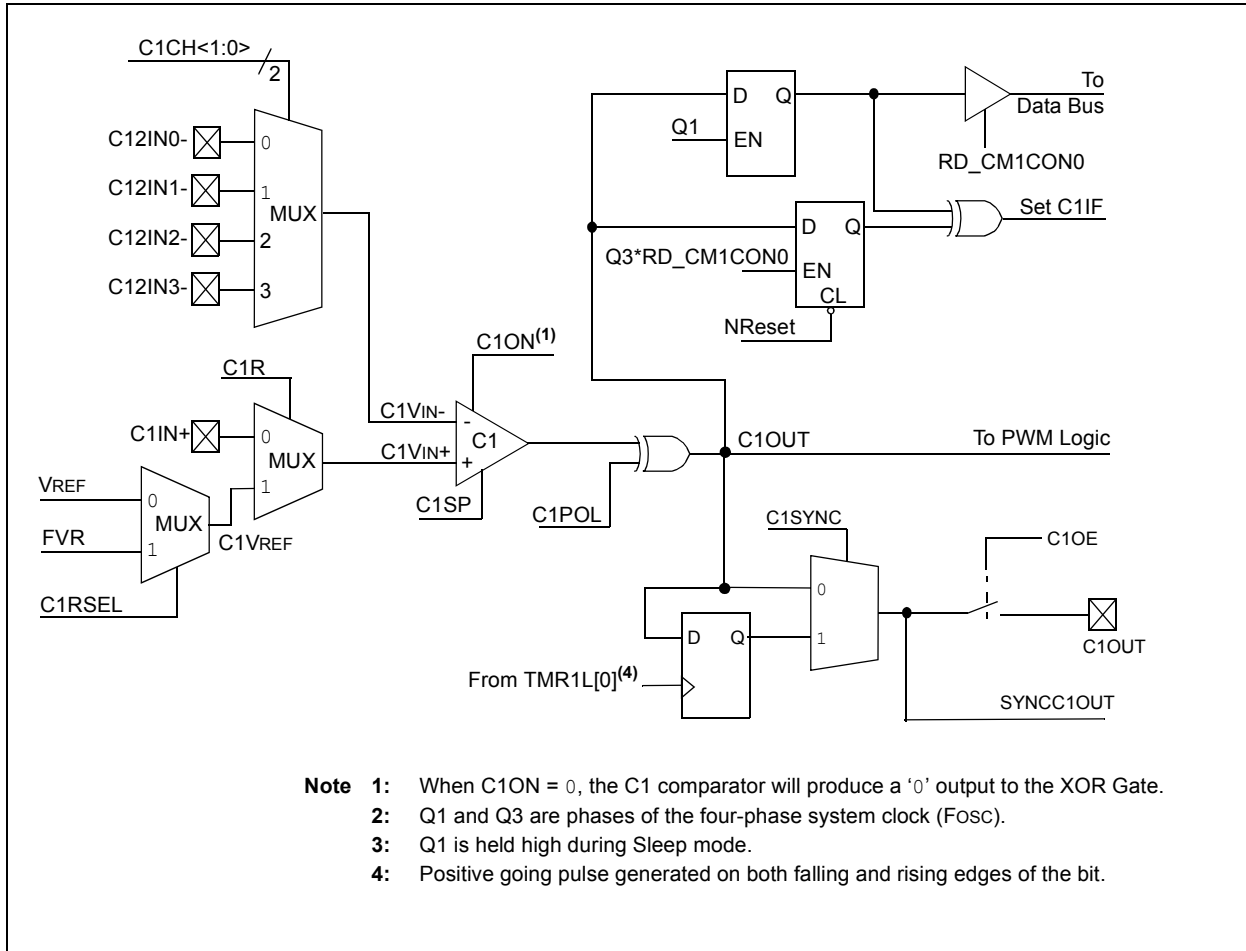 C1CH<1:0>
2
C12IN0-
0
C12IN1-
1
MUX
C12IN2-
2
C12IN3-
3
C1R
C1IN+
0
MUX
1
VREF
0
MUX
FVR
1
C1VREF
C1RSEL
C1ON(1)
C1VIN-
-
C1
C1VIN+
+
C1SP
C1POL
D Q
Q1
EN
To
Data Bus
RD_CM1CON0
D Q
Q3*RD_CM1CON0
EN
CL
NReset
Set C1IF
C1OUT
To PWM Logic
C1SYNC
0
1
D Q
From TMR1L[0](4)
C1OE
C1OUT
SYNCC1OUT
Note 1: When C1ON = 0, the C1 comparator will produce a ‘0’ output to the XOR Gate.
2: Q1 and Q3 are phases of the four-phase system clock (FOSC).
3: Q1 is held high during Sleep mode.
4: Positive going pulse generated on both falling and rising edges of the bit.